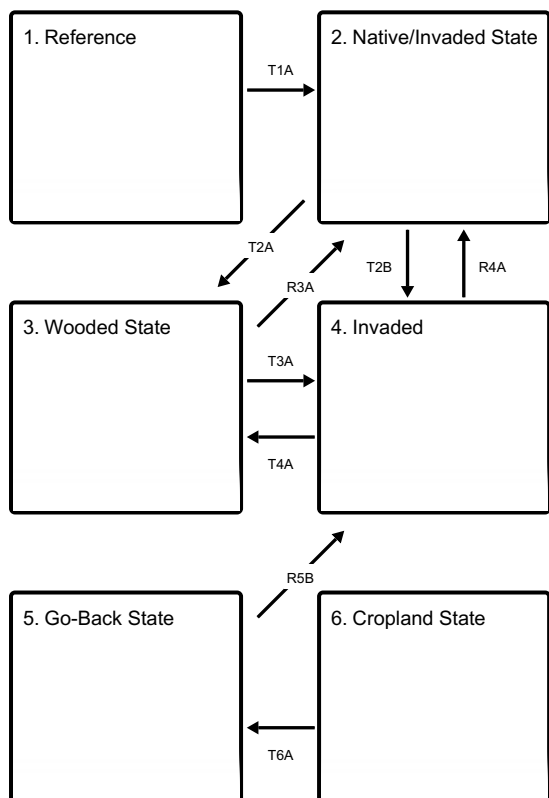 1. Reference
2. Native/Invaded State
T1A
T2A
R3A
T2B
R4A
3. Wooded State
4. Invaded
T3A
T4A
R5B
5. Go-Back State
6. Cropland State
T6A